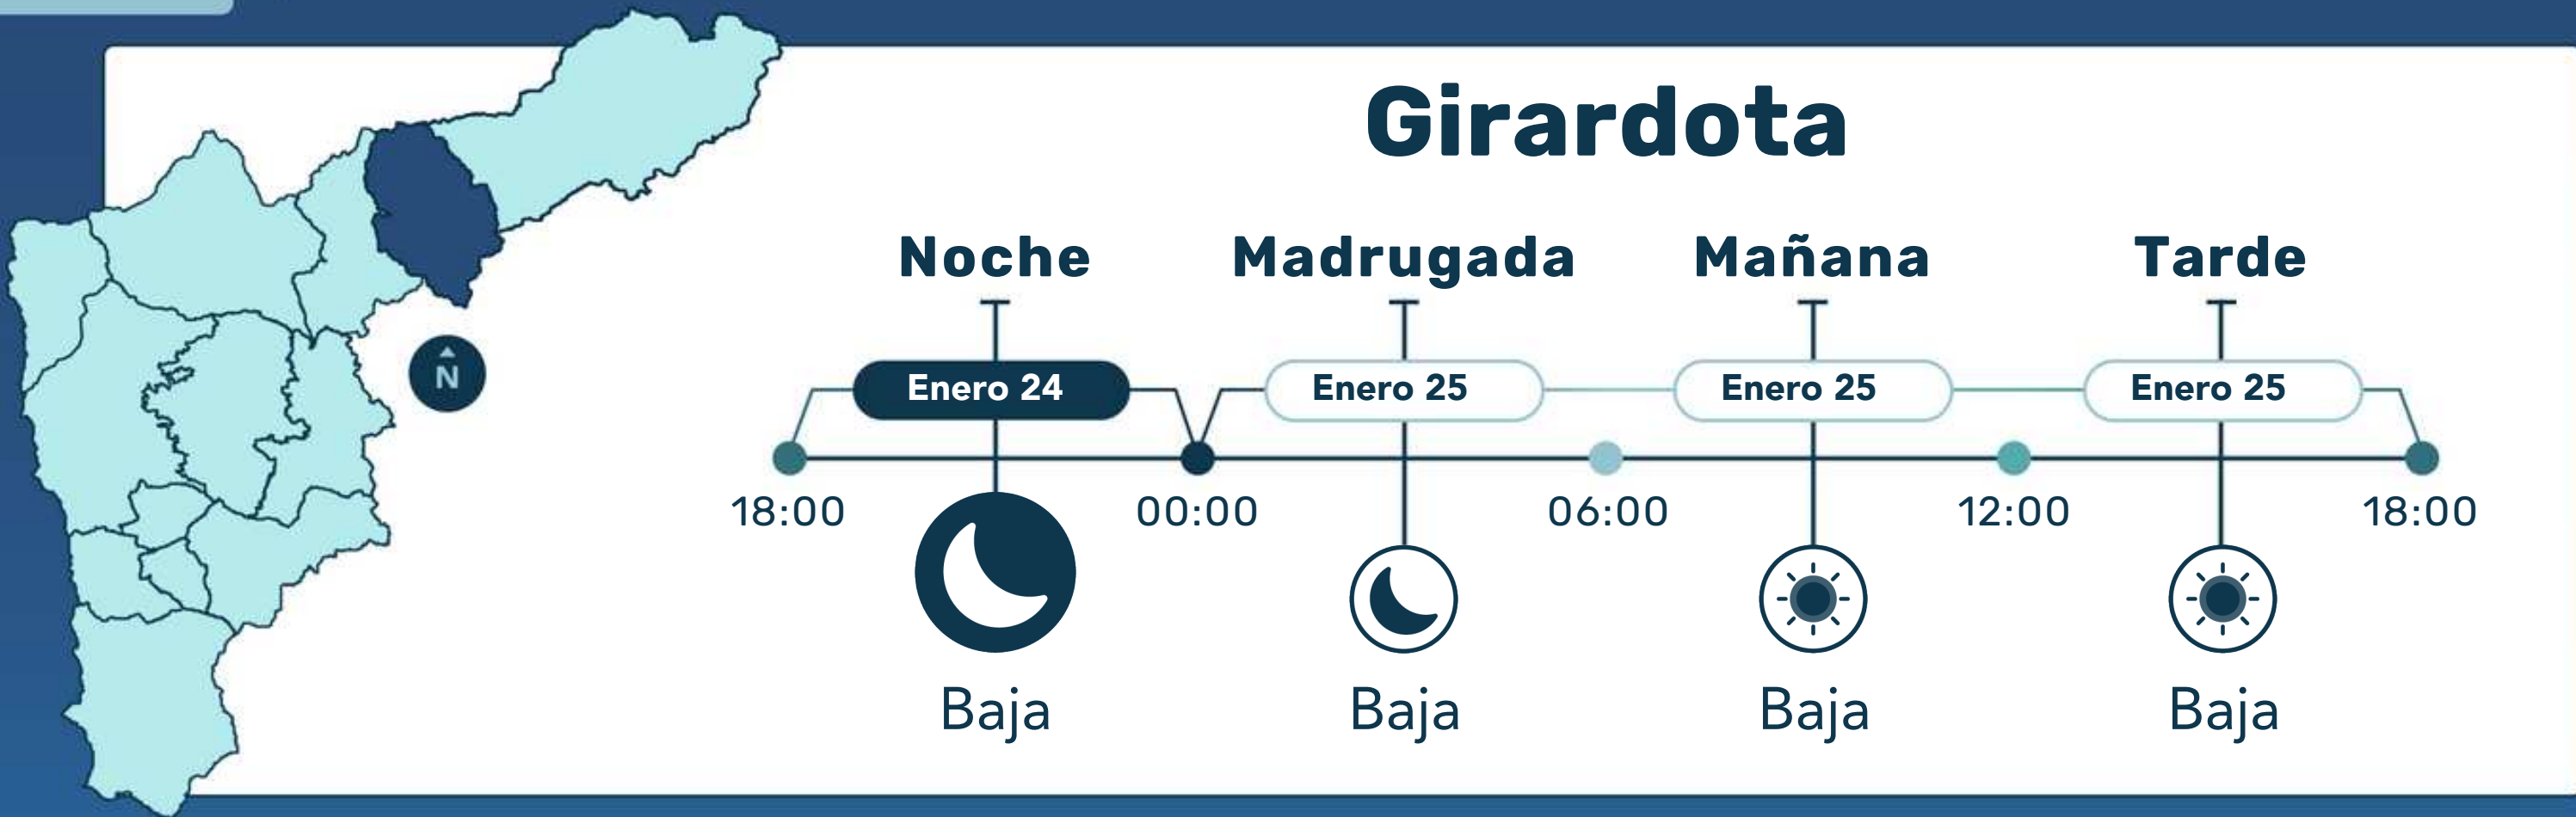 Girardota
Noche Madrugada Mañana Tarde
Enero 24 Enero 25 Enero 25 Enero 25
N
18:00 00:00 06:00 12:00 18:00
Baja Baja Baja Baja